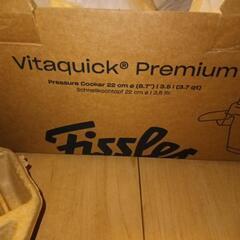 Vitaquick® Premium
Pressure Cooker 22 cm ø (8.7") | 3.5 l (3.7 qt)
Schnellkochtopf 22 cm ø | 3,5 ltr.
Fissler